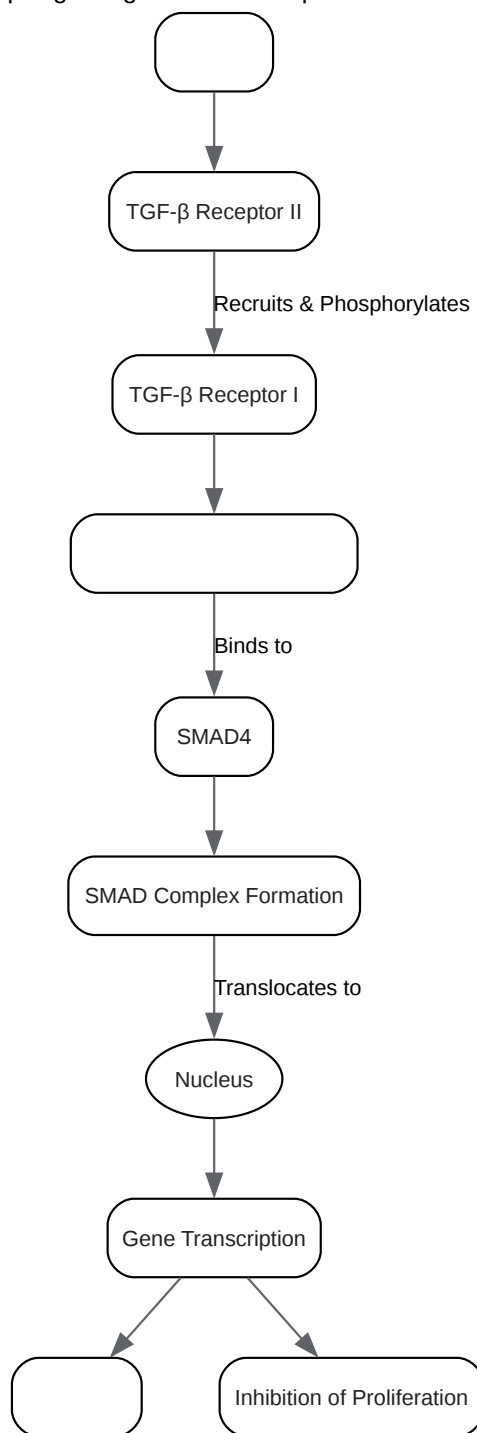 TGF-β Receptor II
Recruits & Phosphorylates
TGF-β Receptor I
Binds to
SMAD4
SMAD Complex Formation
Translocates to
Nucleus
Gene Transcription
Inhibition of Proliferation